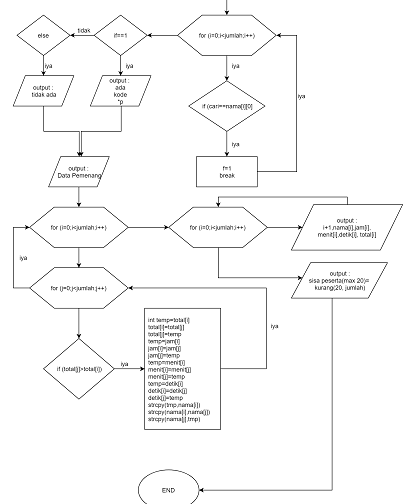 else
tidak
if==1
for (i=0;i<jumlah;i++)
iya
iya
iya
iya
output :
tidak ada
output :
ada
kode
*p
if (cari==nama[i][0]
iya
f=1
break
output :
Data Pemenang
for (i=0;i<jumlah;i++)
for (i=0;i<jumlah;i++)
output :
i+1,nama[i],jam[i],
menit[i],detik[i], total[i]
iya
for (j=0;j<jumlah;j++)
output :
sisa peserta(max 20)=
kurang(20, jumlah)
iya
if (total[j]>total[i])
iya
int temp=total[i]
total[i]=total[j]
total[j]=temp
temp=jam[i]
jam[i]=jam[j]
jam[j]=temp
temp=menit[i]
menit[i]=menit[j]
menit[j]=temp
temp=detik[i]
detik[i]=detik[j]
detik[j]=temp
strcpy(tmp,nama[i])
strcpy(nama[i],nama[j])
strcpy(nama[j],tmp)
END